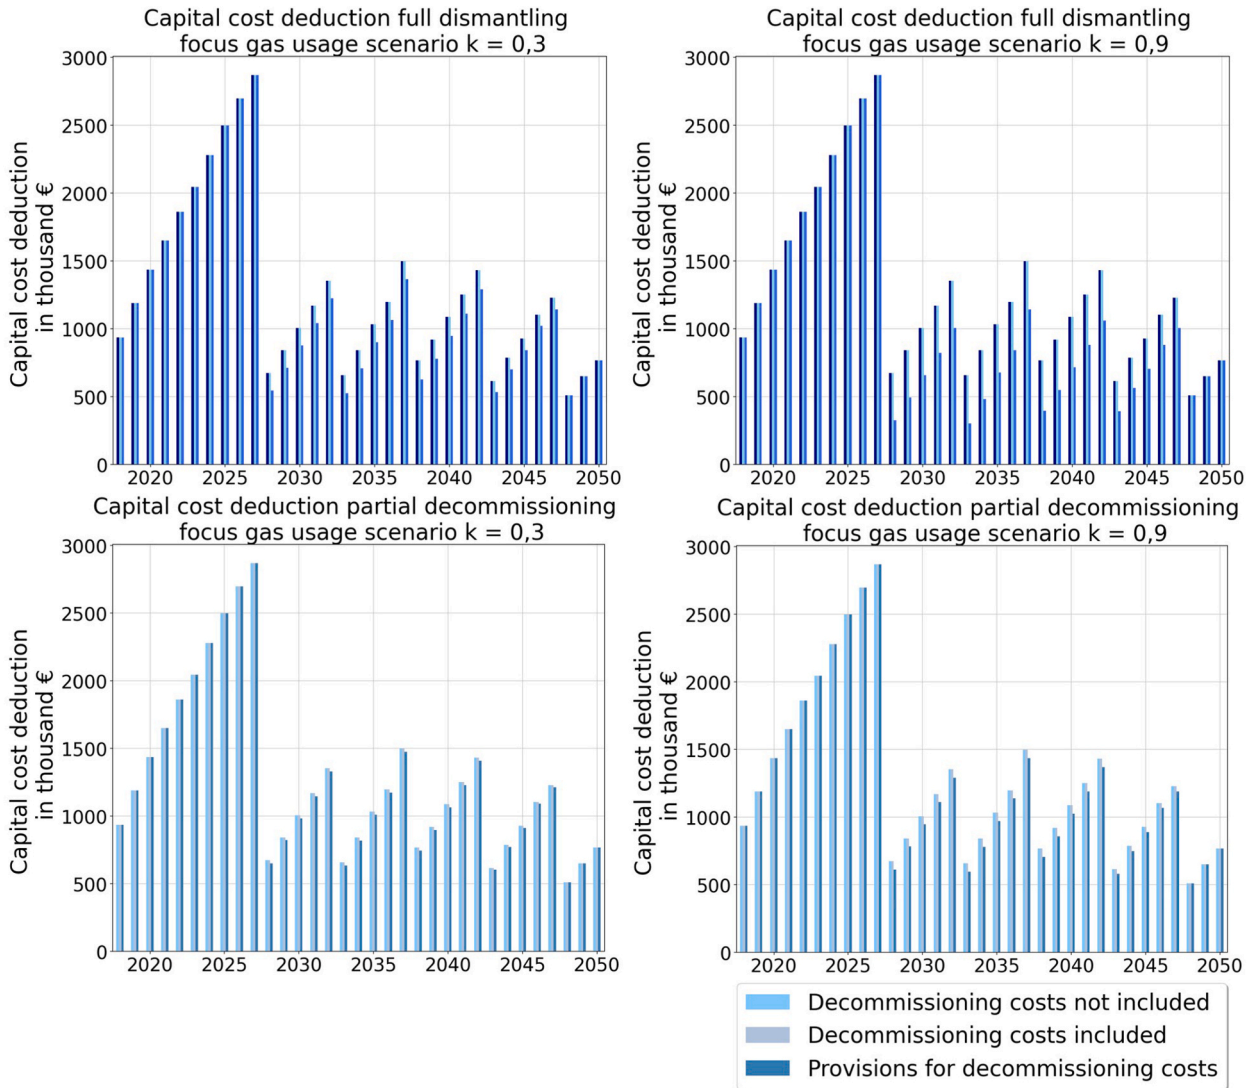 Capital cost deduction full dismantling
focus gas usage scenario k = 0,3
Capital cost deduction
in thousand €
3000
2500
2000
1500
1000
500
0
2020 2025 2030 2035 2040 2045 2050
Capital cost deduction full dismantling
focus gas usage scenario k = 0,9
Capital cost deduction
in thousand €
3000
2500
2000
1500
1000
500
0
2020 2025 2030 2035 2040 2045 2050
Capital cost deduction partial decommissioning
focus gas usage scenario k = 0,3
Capital cost deduction
in thousand €
3000
2500
2000
1500
1000
500
0
2020 2025 2030 2035 2040 2045 2050
Capital cost deduction partial decommissioning
focus gas usage scenario k = 0,9
Capital cost deduction
in thousand €
3000
2500
2000
1500
1000
500
0
2020 2025 2030 2035 2040 2045 2050
Decommissioning costs not included
Decommissioning costs included
Provisions for decommissioning costs